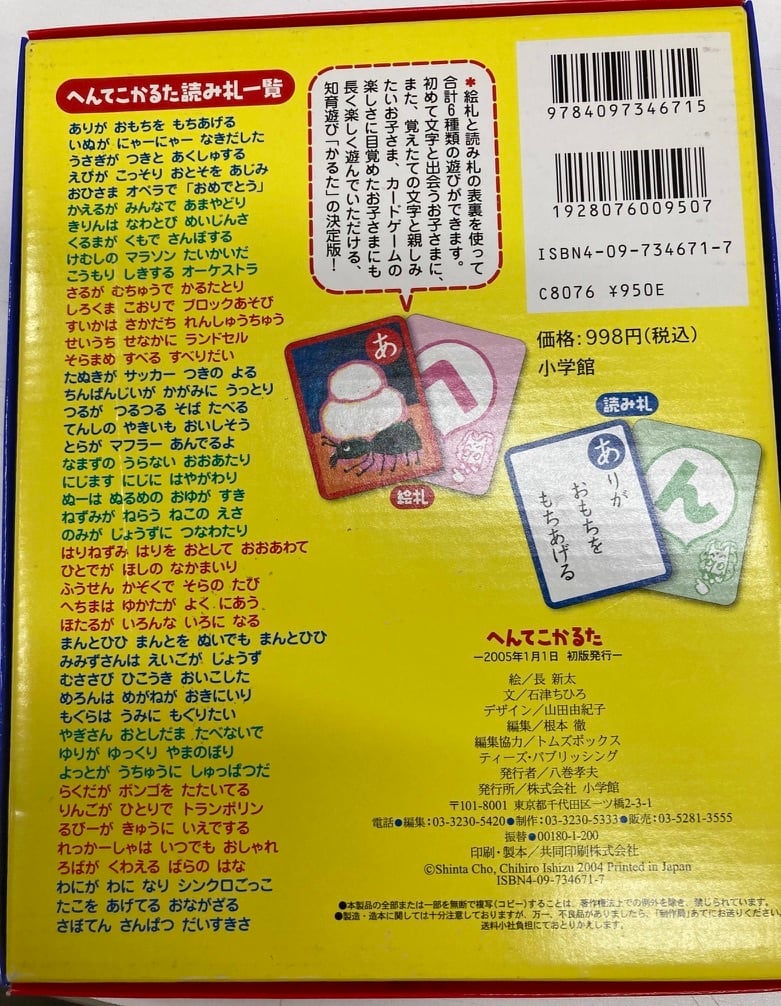 へんてこかるた読み札一覧
ありが おもちを もちあげる
いぬが にゃーにゃー なきだした
うさぎが つきと あくしゅする
えびが こっそり おとそを あじみ
おひさま オペラで「おめでとう」
かえるが みんなで あまやどり
きりんは なわとび めいじんさ
くるまが くもで さんぽする
けむしの マラソン たいかいだ
こうもり しきする オーケストラ
さるが むちゅうで かるたとり
しろくま こおりで ブロックあそび
すいかは さかだち れんしゅうちゅう
せいうち せなかに ランドセル
そらまめ すべる すべりだい
たぬきが サッカー つきの よる
ちんぱんじいが かがみに うっとり
つるが つるつる そば たべる
てんしの やきいも おいしそう
とらが マフラー あんでるよ
なまずの うらない おおあたり
にじます にじに はやがわり
ぬーは ぬるめの おゆが すき
ねずみが ねらう ねこの えさ
のみが じょうずに つなわたり
はりねずみ はりを おとして おおあわて
ひとでが ほしの なかまいり
ふうせん かぞくで そらの たび
へちまは ゆかたが よく にあう
ほたるが いろんな いろに なる
まんとひひ まんとを ぬいでも まんとひひ
みみずさんは えいごが じょうず
むささび ひこうき おいこした
めろんは めがねが おきにいり
もぐらは うみに もぐりたい
やぎさん おとしだま たべないで
ゆりが ゆっくり やまのぼり
よっとが うちゅうに しゅっぱつだ
らくだが ボンゴを たたいてる
りんごが ひとりで トランポリン
るびーが きゅうに いえでする
れっかーしゃは いつでも おしゃれ
ろばが くわえる ばらの はな
わにが わに なり シンクロごっこ
たこを あげてる おながざる
さぼてん さんぱつ だいすきさ
*絵札と読み札の表裏を使って
合計6種類の遊びができます。
初めて文字と出会うお子さまに、
また、覚えたての文字と親しみ
たいお子さま、カードゲームの
楽しさに目覚めたお子さまにも
長く楽しく遊んでいただける、
知育遊び「かるた」の決定版！
9784097346715
1928076009507
ISBN4-09-734671-7
C8076 ¥950E
価格：998円(税込)
小学館
あ
へ
絵札
読み札
ありが
おもちを
もちあげる
ん
へんてこかるた
―2005年1月1日 初版発行―
絵／長 新太
文／石津ちひろ
デザイン／山田由紀子
編集／根本 徹
編集協力／トムズボックス
ティーズ・パブリッシング
発行者／八巻孝夫
発行所／株式会社 小学館
〒101-8001 東京都千代田区一ツ橋2-3-1
電話●編集：03-3230-5420●制作：03-3230-5333●販売：03-5281-3555
振替●00180-1-200
印刷・製本／共同印刷株式会社
©Shinta Cho, Chihiro Ishizu 2004 Printed in Japan
ISBN4-09-734671-7
●本製品の全部または一部を無断で複写(コピー)することは、著作権法上での例外を除き、禁じられています。
●製造・造本に関しては十分注意しておりますが、万一、不良品がありましたら、「制作局」あてにお送りください。
送料小社負担にておとりかえします。